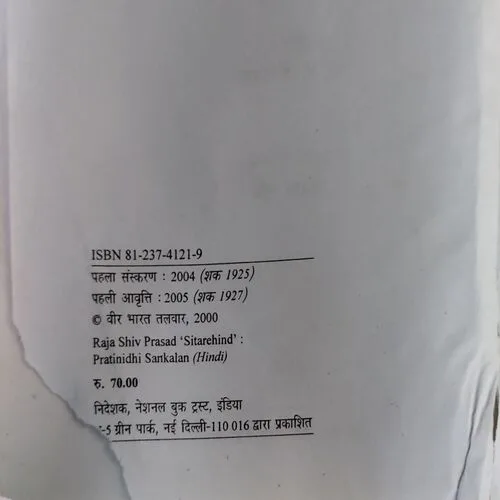 ISBN 81-237-4121-9
पहला संस्करण : 2004 (शक 1925)
पहली आवृत्ति : 2005 (शक 1927)
© वीर भारत तलवार, 2000
Raja Shiv Prasad ‘Sitarehind’ :
Pratinidhi Sankalan (Hindi)
रु. 70.00
निदेशक, नेशनल बुक ट्रस्ट, इंडिया
-5 ग्रीन पार्क, नई दिल्ली-110 016 द्वारा प्रकाशित